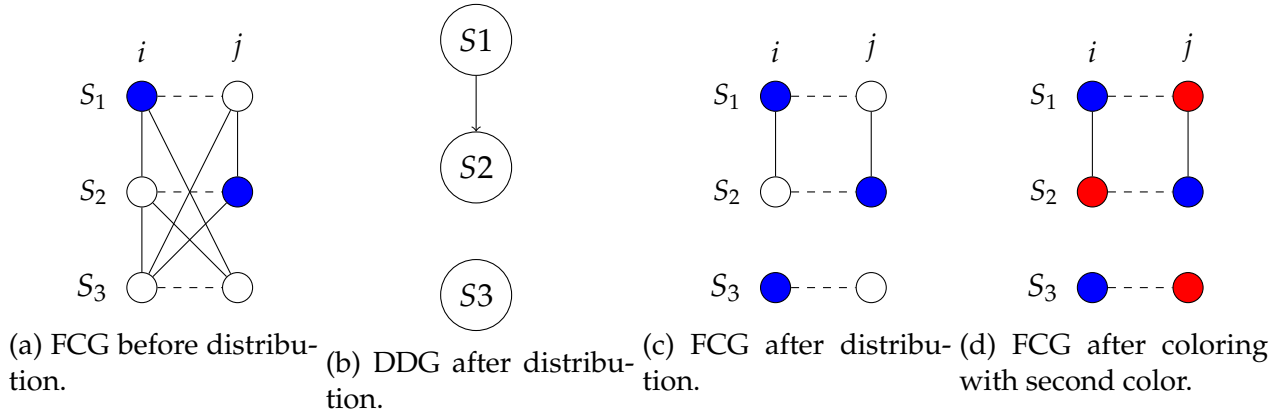 i j
S1
S2
S3
(a) FCG before distribu-
tion.
S1
S2
S3
(b) DDG after distribu-
tion.
i j
S1
S2
S3
(c) FCG after distribu-
tion.
i j
S1
S2
S3
(d) FCG after coloring
with second color.